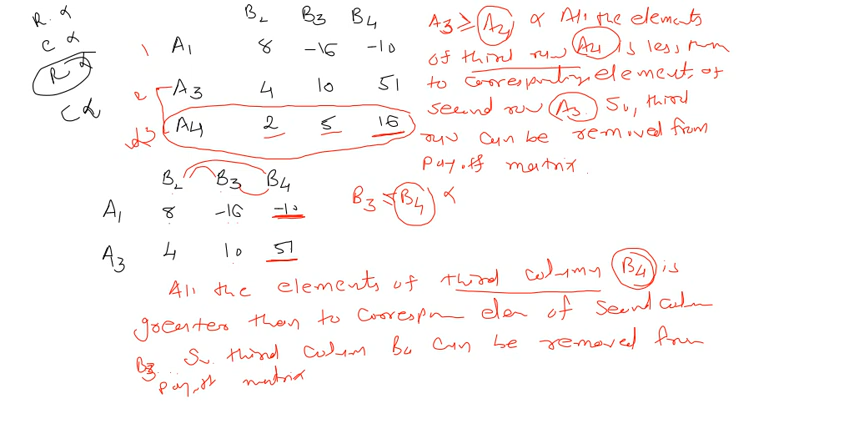 B2 B3 B4
R α
C α
R α
C α
1 A1 8 -16 -10
2 A3 4 10 51
3 A4 2 5 16
A3 ≥ A4 α All the elements
of third row A4 is less than
to corresponding elements of
second row A3. So, third
row can be removed from
Pay-off matrix.
B2 B3 B4
A1 8 -16 -10
A3 4 10 51
B3 ≤ B4 α
All the elements of third column B4 is
greater than to correspon elem of second colum
B3. So third colum B4 can be removed from
Pay-off matrix